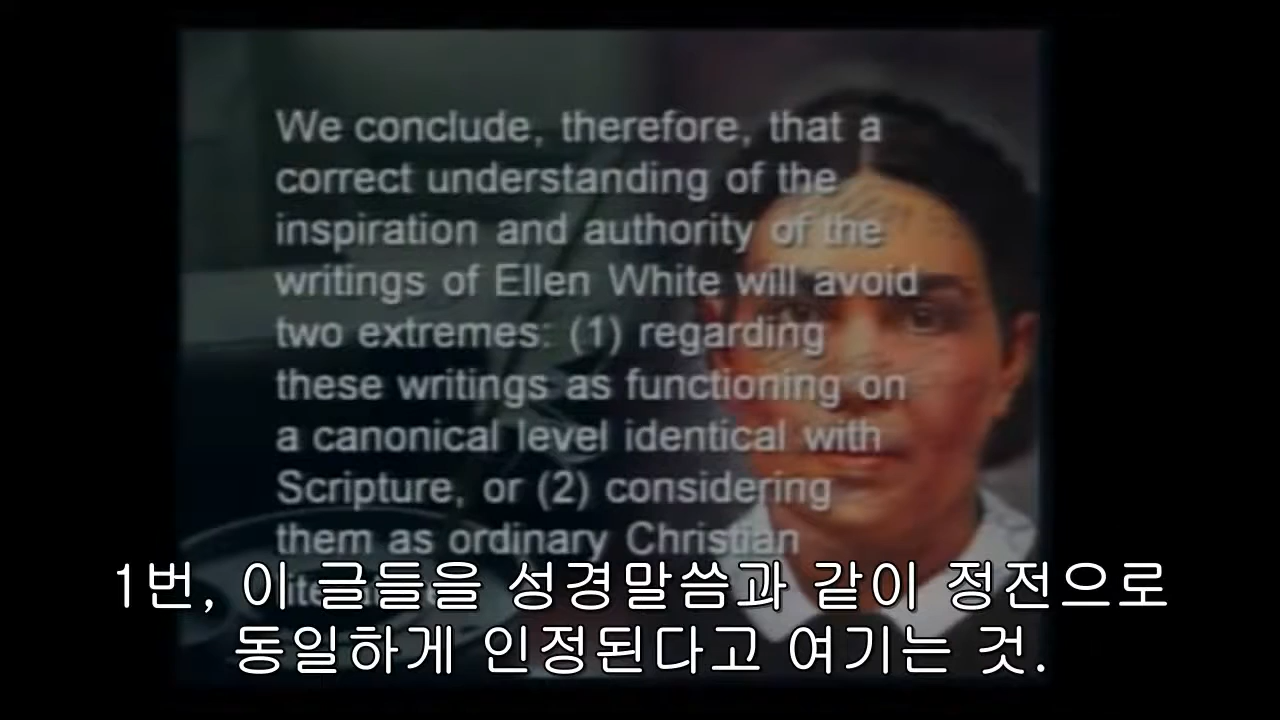 We conclude, therefore, that a
correct understanding of the
inspiration and authority of the
writings of Ellen White will avoid
two extremes: (1) regarding
these writings as functioning on
a canonical level identical with
Scripture, or (2) considering
them as ordinary Christian
1번, 이 글들을 성경말씀과 같이 정전으로
동일하게 인정된다고 여기는 것.